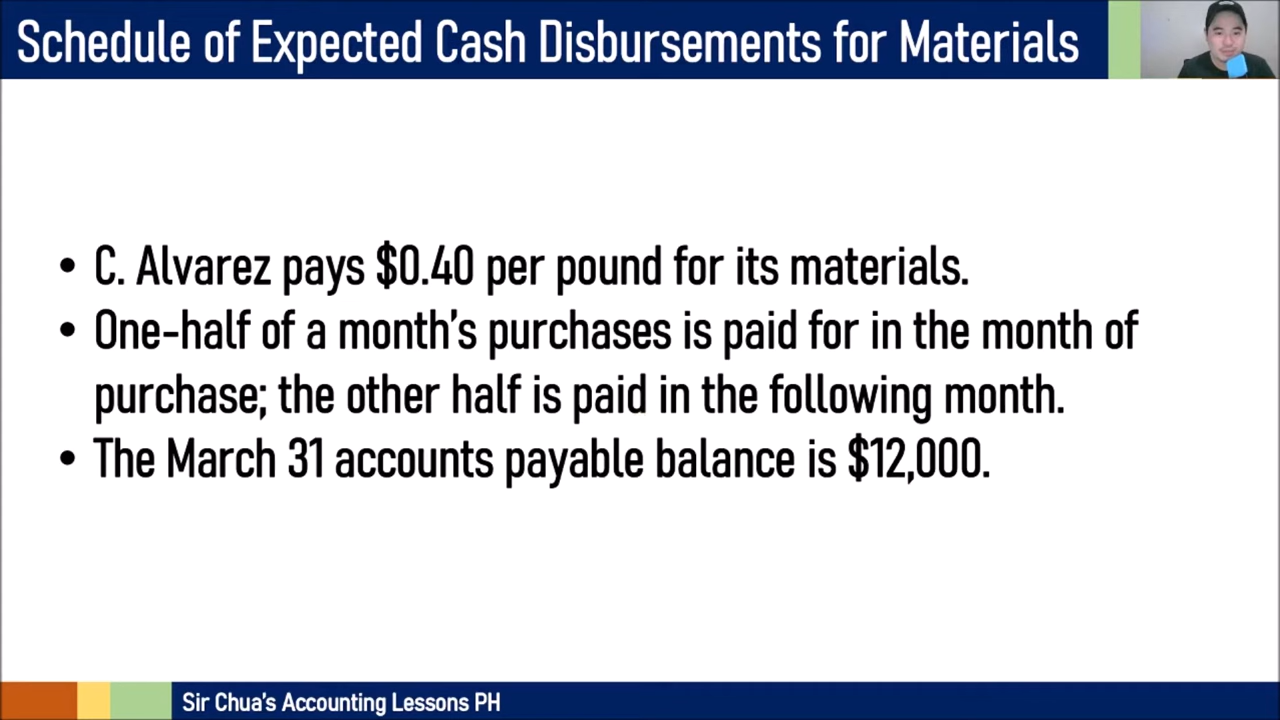 Schedule of Expected Cash Disbursements for Materials
• C. Alvarez pays $0.40 per pound for its materials.
• One-half of a month’s purchases is paid for in the month of
purchase; the other half is paid in the following month.
• The March 31 accounts payable balance is $12,000.
Sir Chua’s Accounting Lessons PH